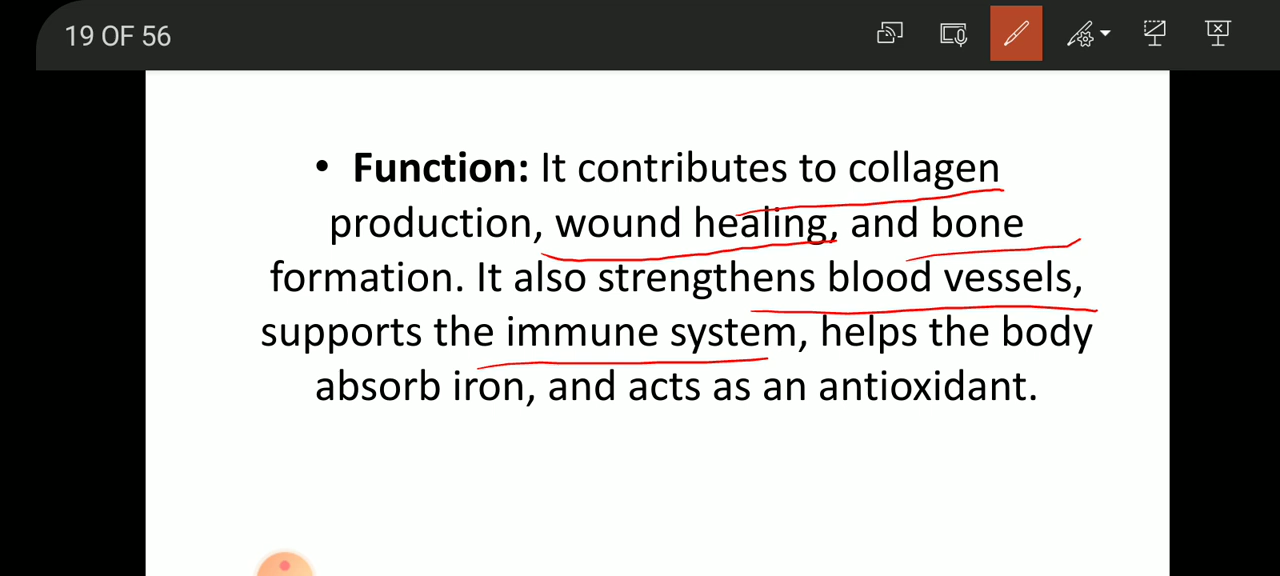 19 OF 56
• Function: It contributes to collagen
production, wound healing, and bone
formation. It also strengthens blood vessels,
supports the immune system, helps the body
absorb iron, and acts as an antioxidant.